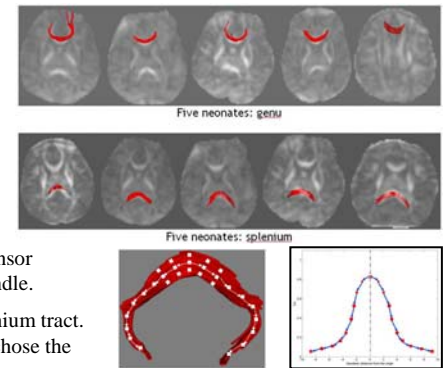 Five neonates: genu
Five neonates: splenium
nsor
ndle.
nium tract.
hose the